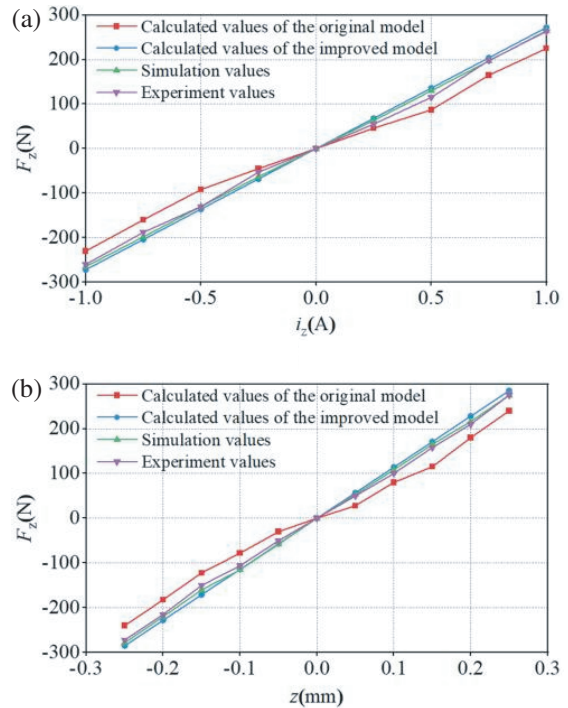 (a)
300
200
100
0
-100
-200
-300
F_z(N)
Calculated values of the original model
Calculated values of the improved model
Simulation values
Experiment values
-1.0 -0.5 0.0 0.5 1.0
i_z(A)
(b)
300
200
100
0
-100
-200
-300
F_z(N)
Calculated values of the original model
Calculated values of the improved model
Simulation values
Experiment values
-0.3 -0.2 -0.1 0.0 0.1 0.2 0.3
z(mm)